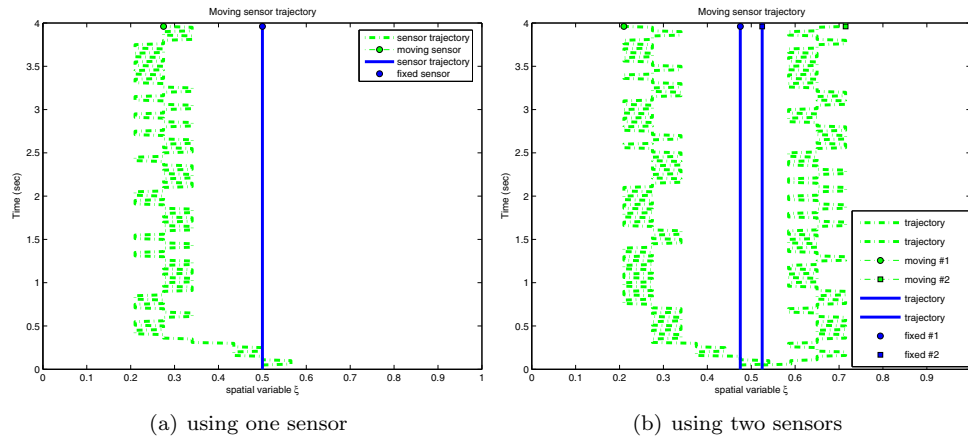 Moving sensor trajectory
4
3.5
3
2.5
2
1.5
1
0.5
0
Time (sec)
0 0.1 0.2 0.3 0.4 0.5 0.6 0.7 0.8 0.9 1
spatial variable ξ
sensor trajectory
moving sensor
sensor trajectory
fixed sensor
(a) using one sensor
Moving sensor trajectory
4
3.5
3
2.5
2
1.5
1
0.5
0
Time (sec)
0 0.1 0.2 0.3 0.4 0.5 0.6 0.7 0.8 0.9
spatial variable ξ
trajectory
trajectory
moving #1
moving #2
trajectory
trajectory
fixed #1
fixed #2
(b) using two sensors